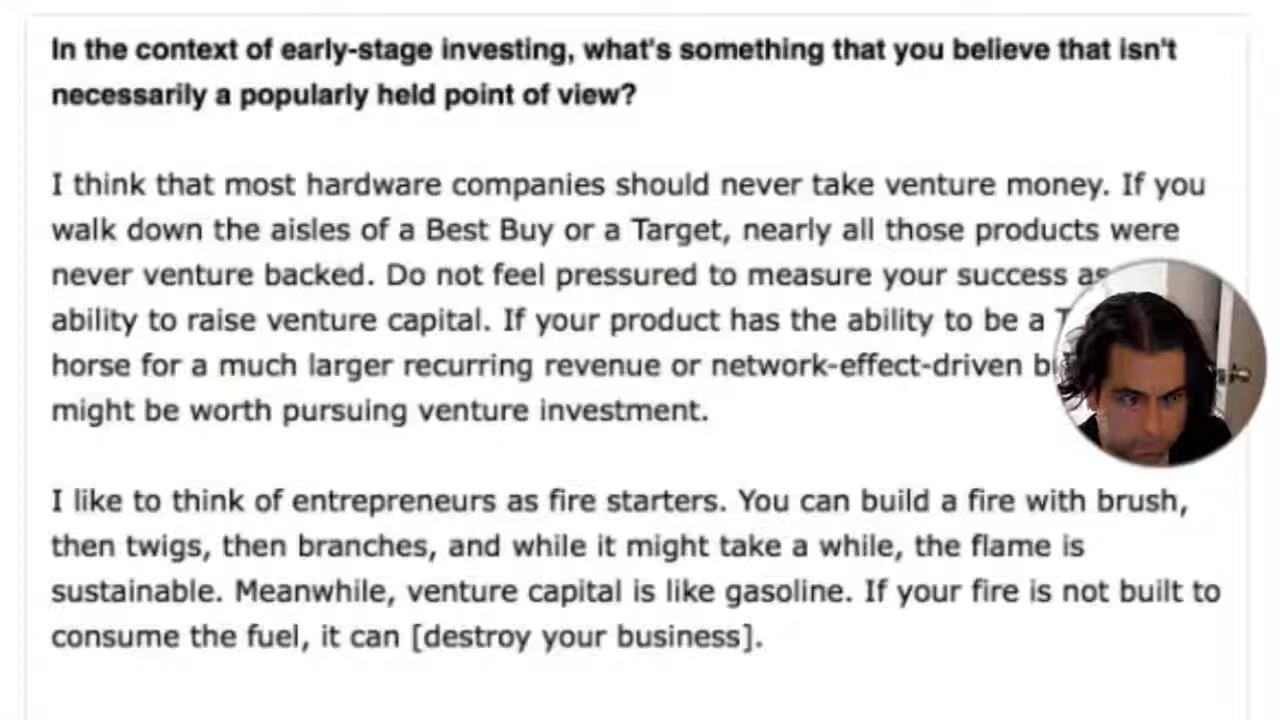 In the context of early-stage investing, what's something that you believe that isn't
necessarily a popularly held point of view?
I think that most hardware companies should never take venture money. If you
walk down the aisles of a Best Buy or a Target, nearly all those products were
never venture backed. Do not feel pressured to measure your success as
ability to raise venture capital. If your product has the ability to be a
horse for a much larger recurring revenue or network-effect-driven
might be worth pursuing venture investment.
I like to think of entrepreneurs as fire starters. You can build a fire with brush,
then twigs, then branches, and while it might take a while, the flame is
sustainable. Meanwhile, venture capital is like gasoline. If your fire is not built to
consume the fuel, it can [destroy your business].